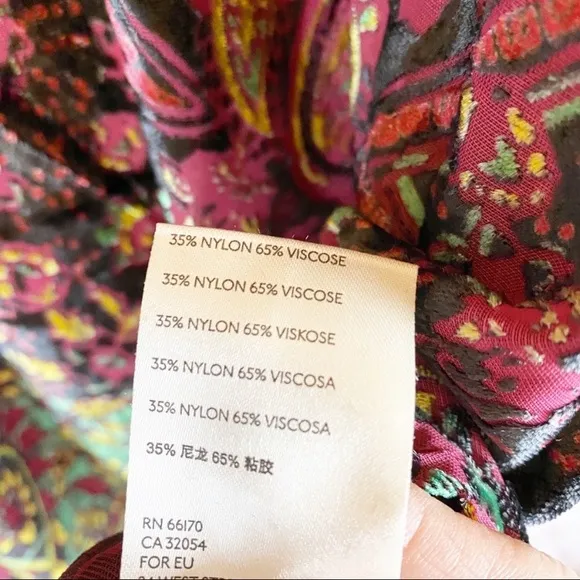 35% NYLON 65% VISCOSE
35% NYLON 65% VISCOSE
35% NYLON 65% VISKOSE
35% NYLON 65% VISCOSA
35% NYLON 65% VISCOSA
35% 尼龙 65% 粘胶
RN 66170
CA 32054
FOR EU
WEST